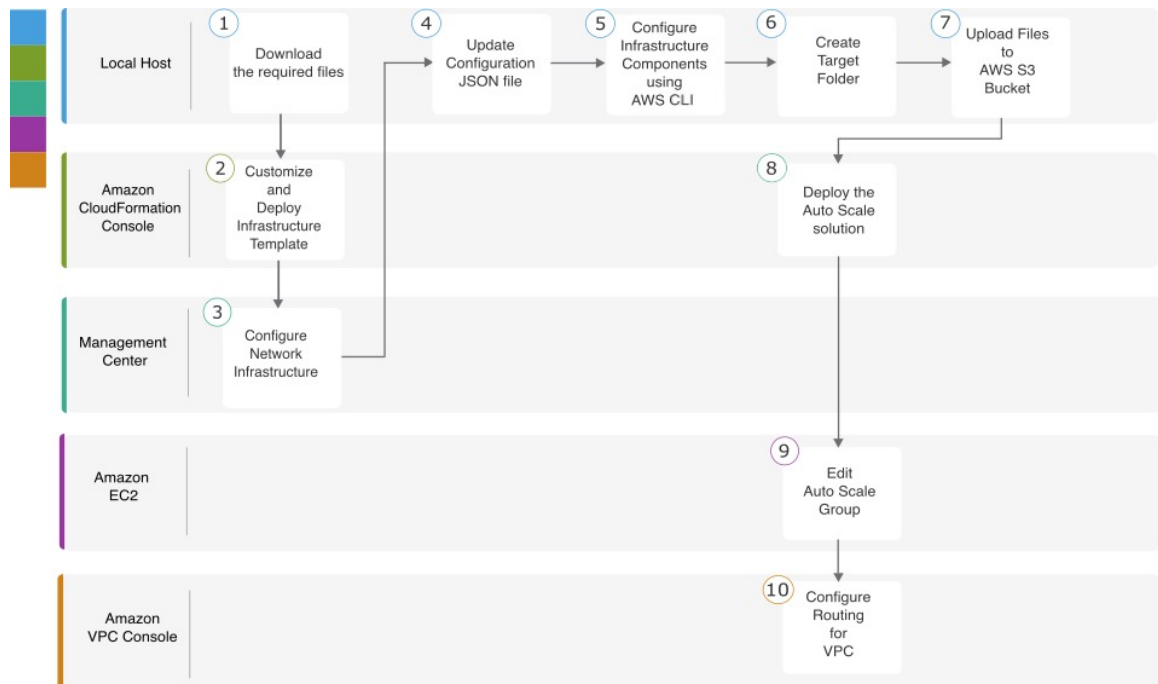 Local Host
1
Download
the required files
4
Update
Configuration
JSON file
5
Configure
Infrastructure
Components
using
AWS CLI
6
Create
Target
Folder
7
Upload Files
to
AWS S3
Bucket
Amazon
CloudFormation
Console
2
Customize
and
Deploy
Infrastructure
Template
8
Deploy the
Auto Scale
solution
Management
Center
3
Configure
Network
Infrastructure
Amazon
EC2
9
Edit
Auto Scale
Group
Amazon
VPC Console
10
Configure
Routing
for
VPC